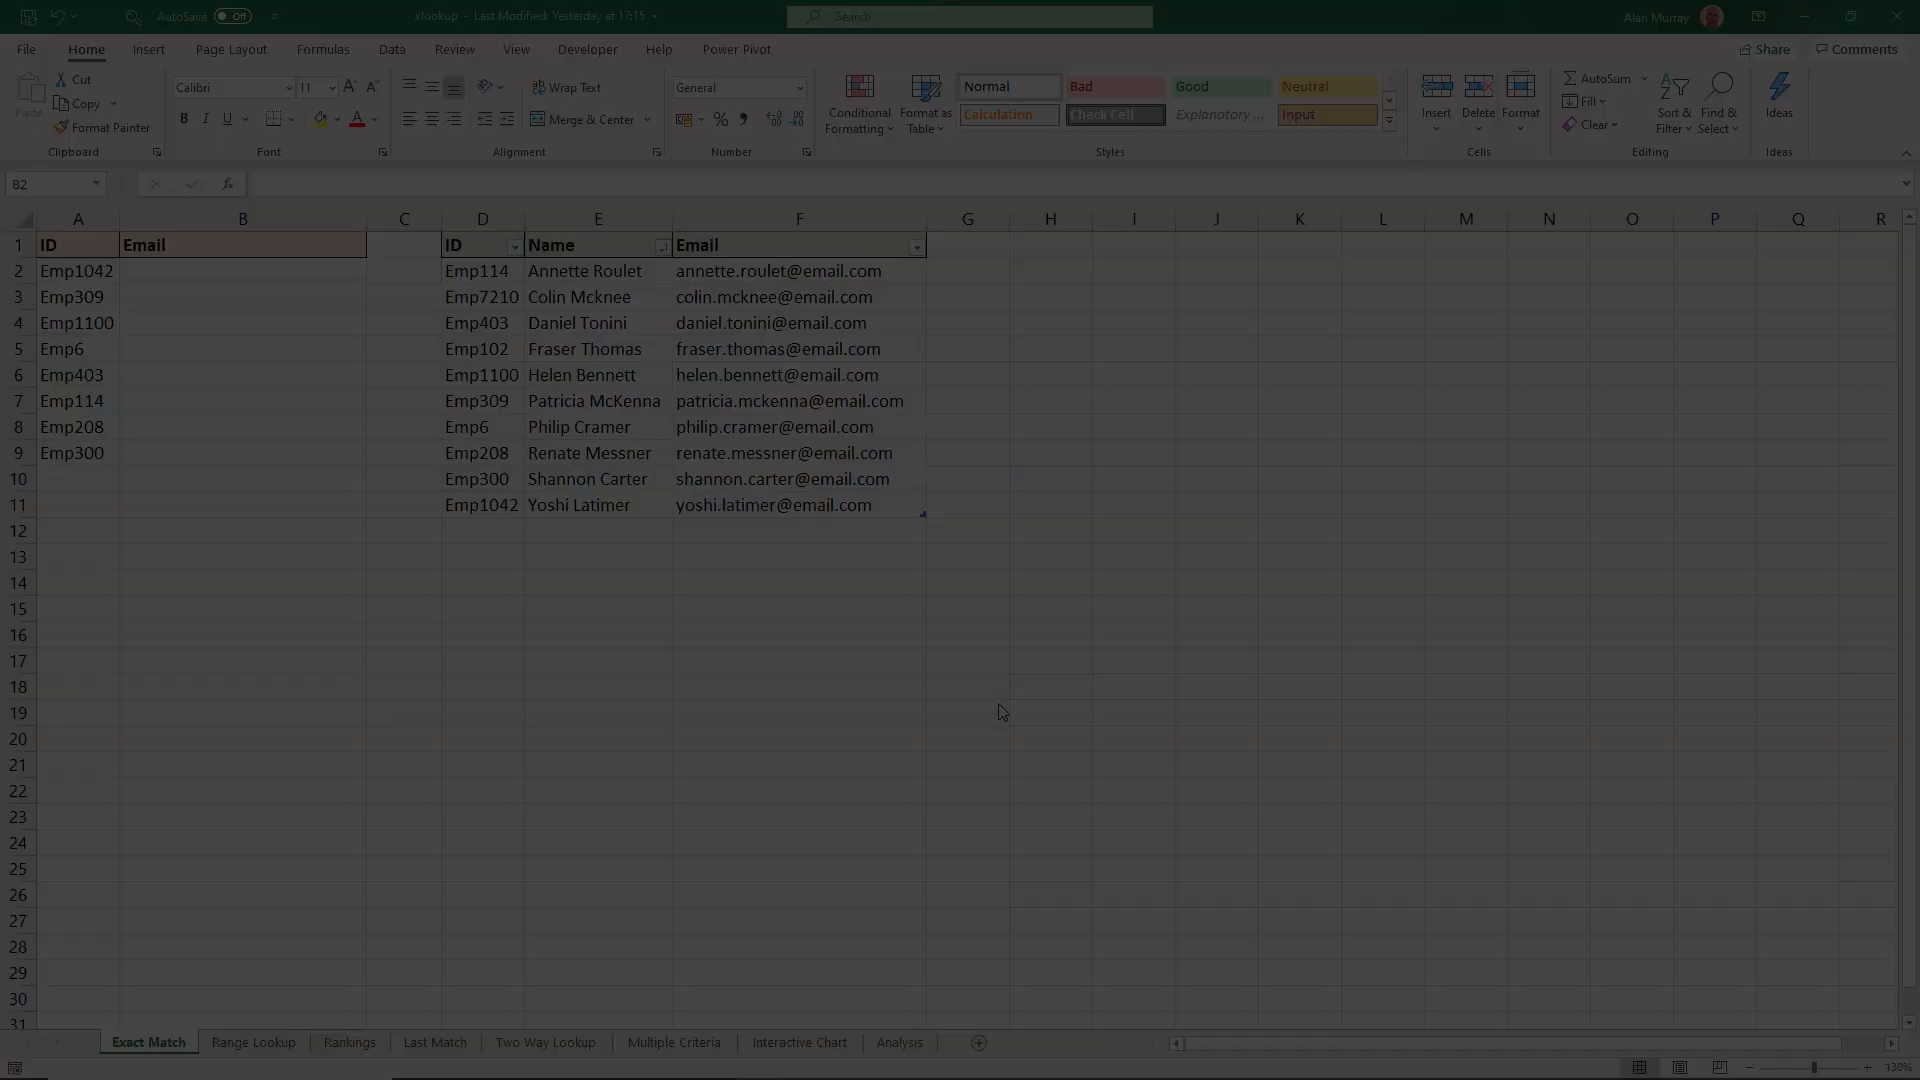 AutoSave Off xlookup - Last Modified: Yesterday at 17:15 Search Alan Murray
File Home Insert Page Layout Formulas Data Review View Developer Help Power Pivot Share Comments
Paste Cut Copy Format Painter
Clipboard
Calibri 11
B I U A
Font
Wrap Text
Merge & Center
Alignment
General
%
Number
Conditional Formatting Format as Table
Normal Bad Good Neutral
Calculation Check Cell Explanatory ... Input
Styles
Insert Delete Format
Cells
AutoSum Fill Clear Sort & Filter Find & Select
Editing
Ideas
Ideas
B2 fx
A B C D E F G H I J K L M N O P Q R
1 ID Email ID Name Email
2 Emp1042 Emp114 Annette Roulet annette.roulet@email.com
3 Emp309 Emp7210 Colin Mcknee colin.mcknee@email.com
4 Emp1100 Emp403 Daniel Tonini daniel.tonini@email.com
5 Emp6 Emp102 Fraser Thomas fraser.thomas@email.com
6 Emp403 Emp1100 Helen Bennett helen.bennett@email.com
7 Emp114 Emp309 Patricia McKenna patricia.mckenna@email.com
8 Emp208 Emp6 Philip Cramer philip.cramer@email.com
9 Emp300 Emp208 Renate Messner renate.messner@email.com
10 Emp300 Shannon Carter shannon.carter@email.com
11 Emp1042 Yoshi Latimer yoshi.latimer@email.com
12
13
14
15
16
17
18
19
20
21
22
23
24
25
26
27
28
29
30
31
Exact Match Range Lookup Rankings Last Match Two Way Lookup Multiple Criteria Interactive Chart Analysis
130%